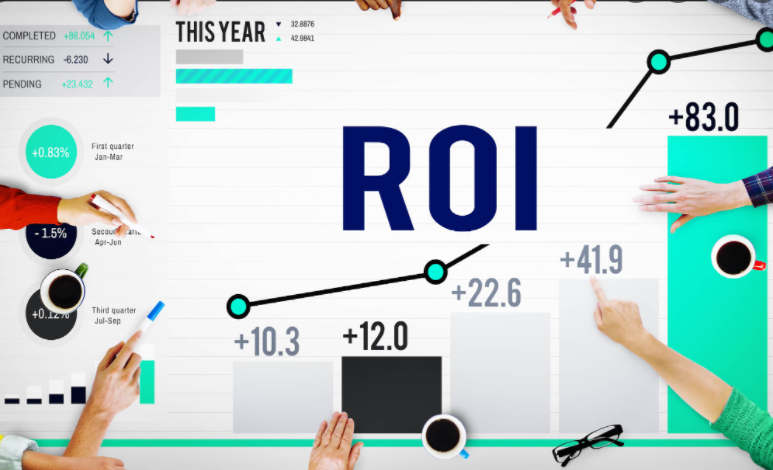 COMPLETED +86.054
RECURRING -6.230
PENDING +23.432
THIS YEAR
32.8876
42.9841
+0.83%
First quarter
Jan-Mar
- 1.5%
Apr-Jun
+0.12%
Third quarter
Jul-Sep
ROI
+10.3
+12.0
+22.6
+41.9
+83.0